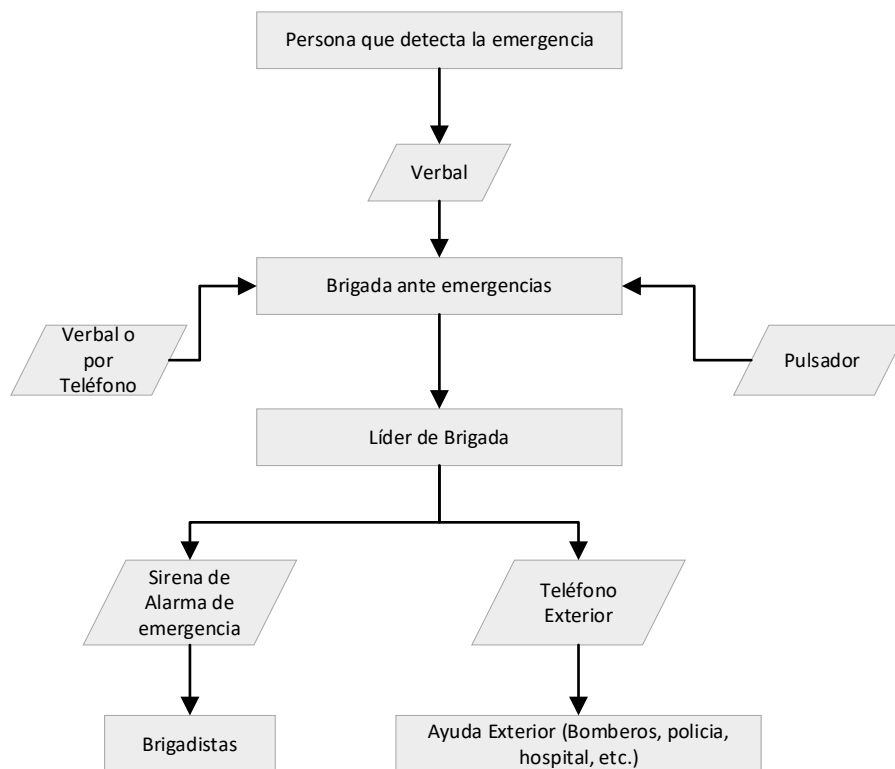 Persona que detecta la emergencia
Verbal
Brigada ante emergencias
Verbal o
por
Teléfono
Pulsador
Líder de Brigada
Sirena de
Alarma de
emergencia
Teléfono
Exterior
Brigadistas
Ayuda Exterior (Bomberos, policia,
hospital, etc.)